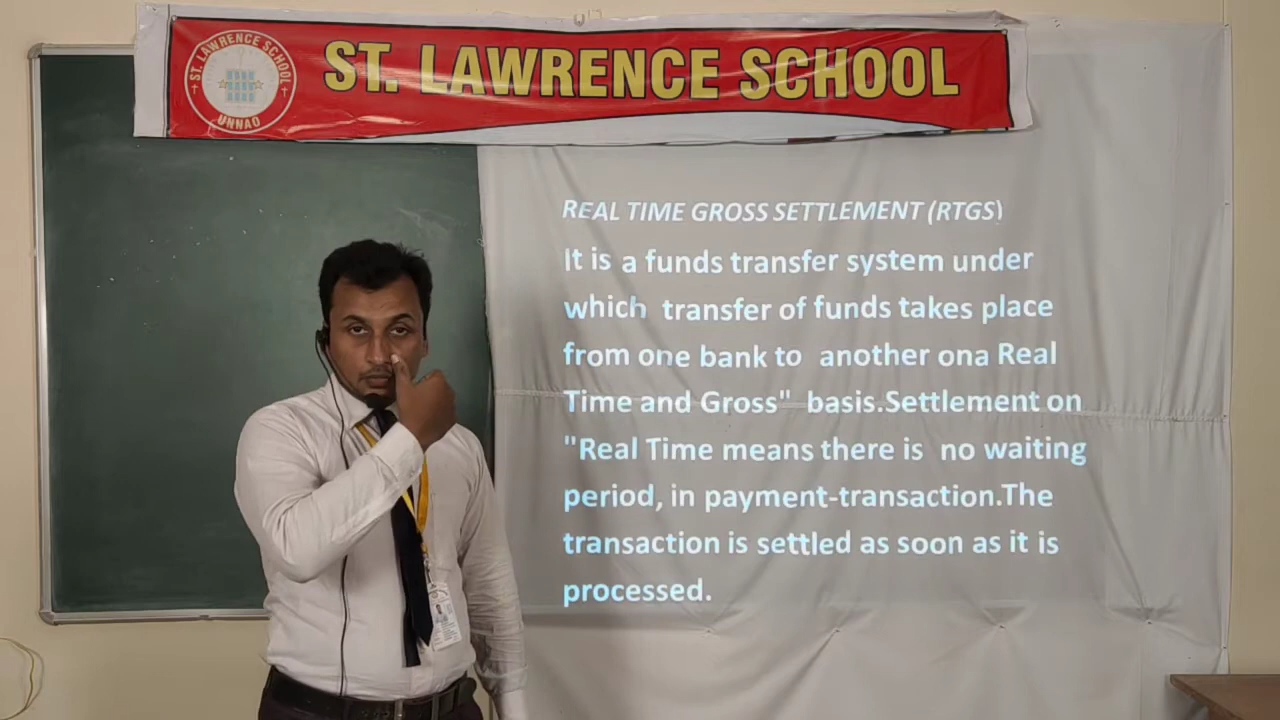 ST. LAWRENCE SCHOOL
ST. LAWRENCE SCHOOL
UNNAO
REAL TIME GROSS SETTLEMENT (RTGS)
It is a funds transfer system under
which transfer of funds takes place
from one bank to another ona Real
Time and Gross" basis.Settlement on
"Real Time means there is no waiting
period, in payment-transaction.The
transaction is settled as soon as it is
processed.